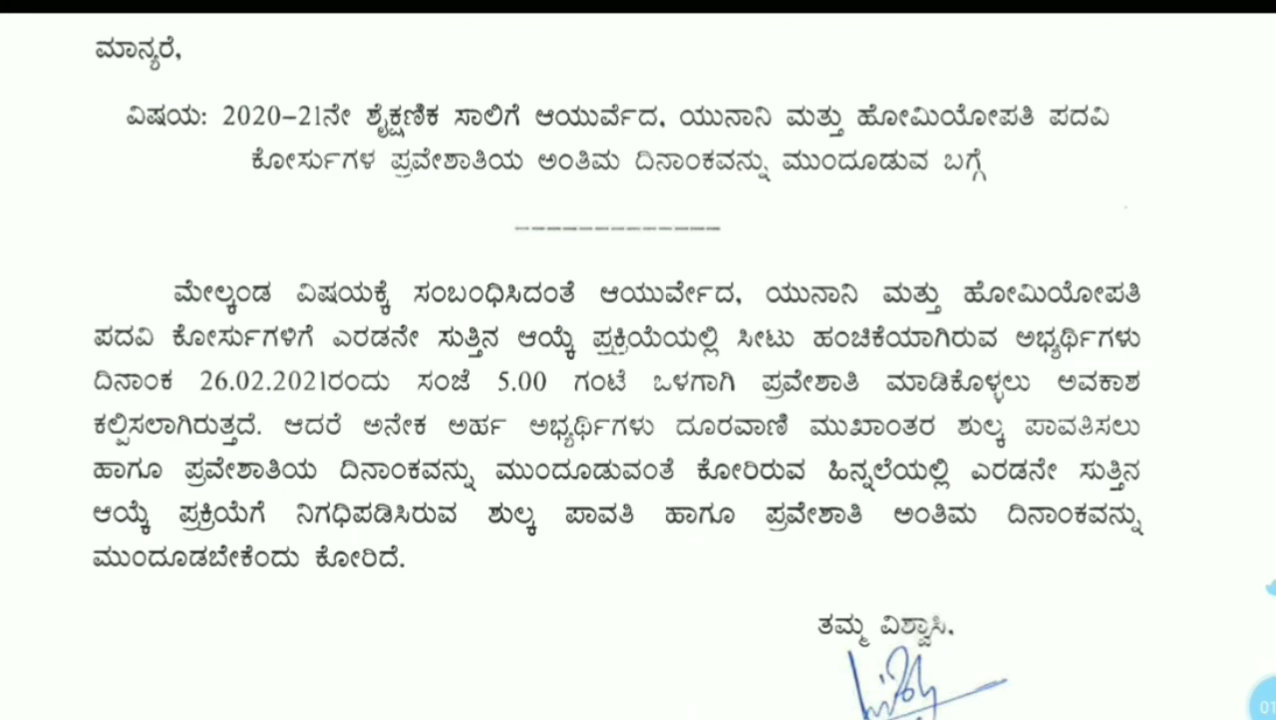 ಮಾನ್ಯರೆ,
ವಿಷಯ: 2020-21ನೇ ಶೈಕ್ಷಣಿಕ ಸಾಲಿಗೆ ಆಯುರ್ವೆದ, ಯುನಾನಿ ಮತ್ತು ಹೋಮಿಯೋಪತಿ ಪದವಿ
ಕೋರ್ಸುಗಳ ಪ್ರವೇಶಾತಿಯ ಅಂತಿಮ ದಿನಾಂಕವನ್ನು ಮುಂದೂಡುವ ಬಗ್ಗೆ
-------------
ಮೇಲ್ಕಂಡ ವಿಷಯಕ್ಕೆ ಸಂಬಂಧಿಸಿದಂತೆ ಆಯುರ್ವೇದ, ಯುನಾನಿ ಮತ್ತು ಹೋಮಿಯೋಪತಿ
ಪದವಿ ಕೋರ್ಸುಗಳಿಗೆ ಎರಡನೇ ಸುತ್ತಿನ ಆಯ್ಕೆ ಪ್ರಕ್ರಿಯೆಯಲ್ಲಿ ಸೀಟು ಹಂಚಿಕೆಯಾಗಿರುವ ಅಭ್ಯರ್ಥಿಗಳು
ದಿನಾಂಕ 26.02.2021ರಂದು ಸಂಜೆ 5.00 ಗಂಟೆ ಒಳಗಾಗಿ ಪ್ರವೇಶಾತಿ ಮಾಡಿಕೊಳ್ಳಲು ಅವಕಾಶ
ಕಲ್ಪಿಸಲಾಗಿರುತ್ತದೆ. ಆದರೆ ಅನೇಕ ಅರ್ಹ ಅಭ್ಯರ್ಥಿಗಳು ದೂರವಾಣಿ ಮುಖಾಂತರ ಶುಲ್ಕ ಪಾವತಿಸಲು
ಹಾಗೂ ಪ್ರವೇಶಾತಿಯ ದಿನಾಂಕವನ್ನು ಮುಂದೂಡುವಂತೆ ಕೋರಿರುವ ಹಿನ್ನಲೆಯಲ್ಲಿ ಎರಡನೇ ಸುತ್ತಿನ
ಆಯ್ಕೆ ಪ್ರಕ್ರಿಯೆಗೆ ನಿಗಧಿಪಡಿಸಿರುವ ಶುಲ್ಕ ಪಾವತಿ ಹಾಗೂ ಪ್ರವೇಶಾತಿ ಅಂತಿಮ ದಿನಾಂಕವನ್ನು
ಮುಂದೂಡಬೇಕೆಂದು ಕೋರಿದೆ.
ತಮ್ಮ ವಿಶ್ವಾಸಿ,
01